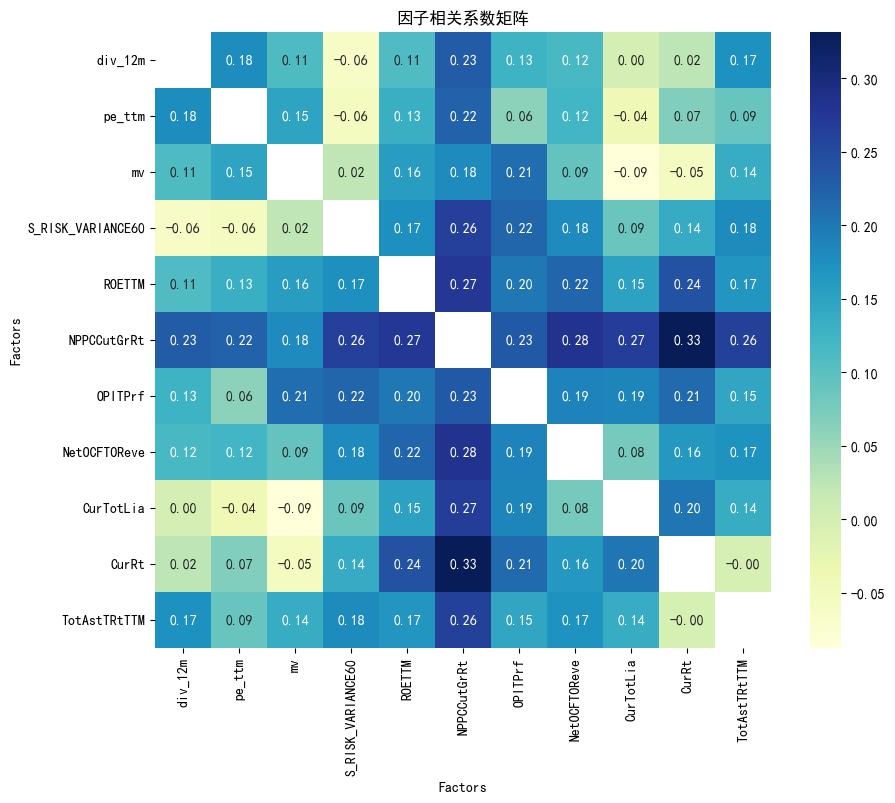 因子相关系数矩阵
div_12m 0.18 0.11 −0.06 0.11 0.23 0.13 0.12 0.00 0.02 0.17
pe_ttm 0.18 0.15 −0.06 0.13 0.22 0.06 0.12 −0.04 0.07 0.09
mv 0.11 0.15 0.02 0.16 0.18 0.21 0.09 −0.09 −0.05 0.14
S_RISK_VARIANCE60 −0.06 −0.06 0.02 0.17 0.26 0.22 0.18 0.09 0.14 0.18
ROETTM 0.11 0.13 0.16 0.17 0.27 0.20 0.22 0.15 0.24 0.17
NPPCCutGrRt 0.23 0.22 0.18 0.26 0.27 0.23 0.28 0.27 0.33 0.26
OPITPrf 0.13 0.06 0.21 0.22 0.20 0.23 0.19 0.19 0.21 0.15
NetOCFTOReve 0.12 0.12 0.09 0.18 0.22 0.28 0.19 0.08 0.16 0.17
CurTotLia 0.00 −0.04 −0.09 0.09 0.15 0.27 0.19 0.08 0.20 0.14
CurRt 0.02 0.07 −0.05 0.14 0.24 0.33 0.21 0.16 0.20 −0.00
TotAstTRtTTM 0.17 0.09 0.14 0.18 0.17 0.26 0.15 0.17 0.14 −0.00
Factors
div_12m
pe_ttm
mv
S_RISK_VARIANCE60
ROETTM
NPPCCutGrRt
OPITPrf
NetOCFTOReve
CurTotLia
CurRt
TotAstTRtTTM
Factors
0.30
0.25
0.20
0.15
0.10
0.05
0.00
−0.05